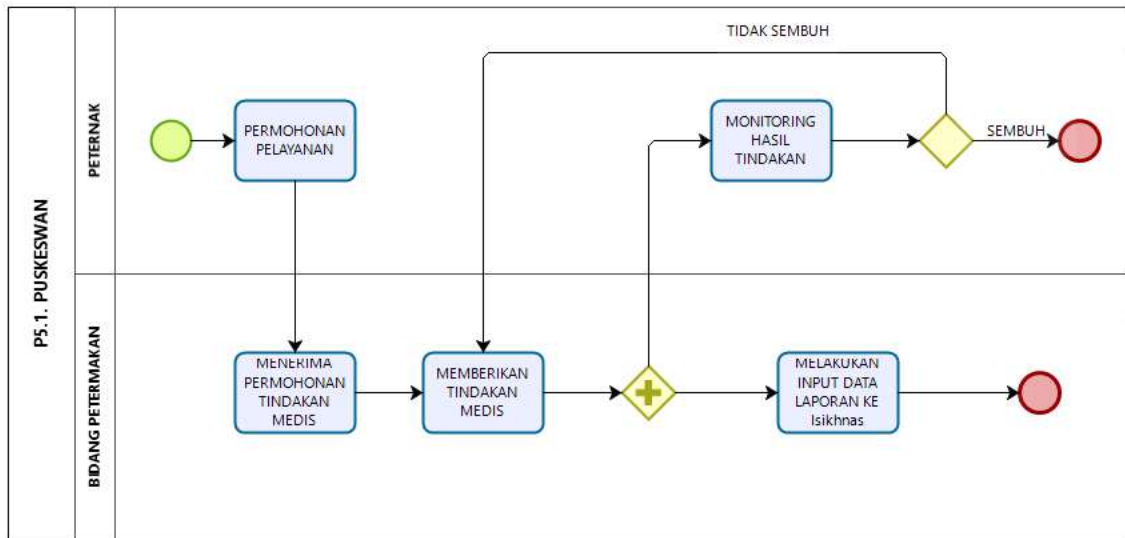 P5.1. PUSKESWAN
PETERNAK
TIDAK SEMBUH
PERMOHONAN
PELAYANAN
MONITORING
HASIL
TINDAKAN
SEMBUH
BIDANG PETERMAKAN
MENERIMA
PERMOHONAN
TINDAKAN
MEDIS
MEMBERIKAN
TINDAKAN
MEDIS
MELAKUKAN
INPUT DATA
LAPORAN KE
Isikhnas